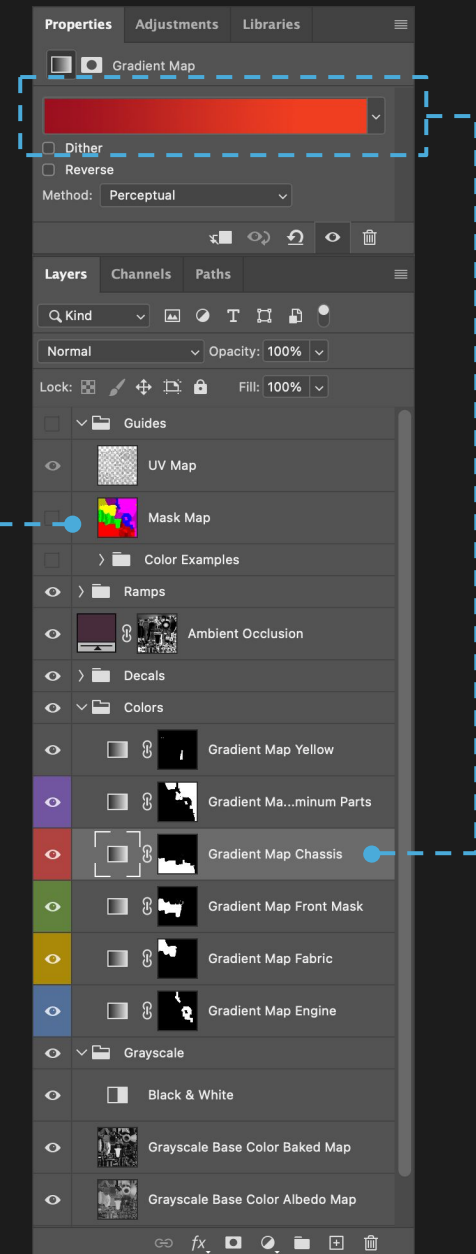 Properties Adjustments Libraries
Gradient Map
Dither
Reverse
Method: Perceptual
Layers Channels Paths
Kind
Normal Opacity: 100%
Lock: Fill: 100%
Guides
UV Map
Mask Map
Color Examples
Ramps
Ambient Occlusion
Decals
Colors
Gradient Map Yellow
Gradient Ma...minum Parts
Gradient Map Chassis
Gradient Map Front Mask
Gradient Map Fabric
Gradient Map Engine
Grayscale
Black & White
Grayscale Base Color Baked Map
Grayscale Base Color Albedo Map
fx